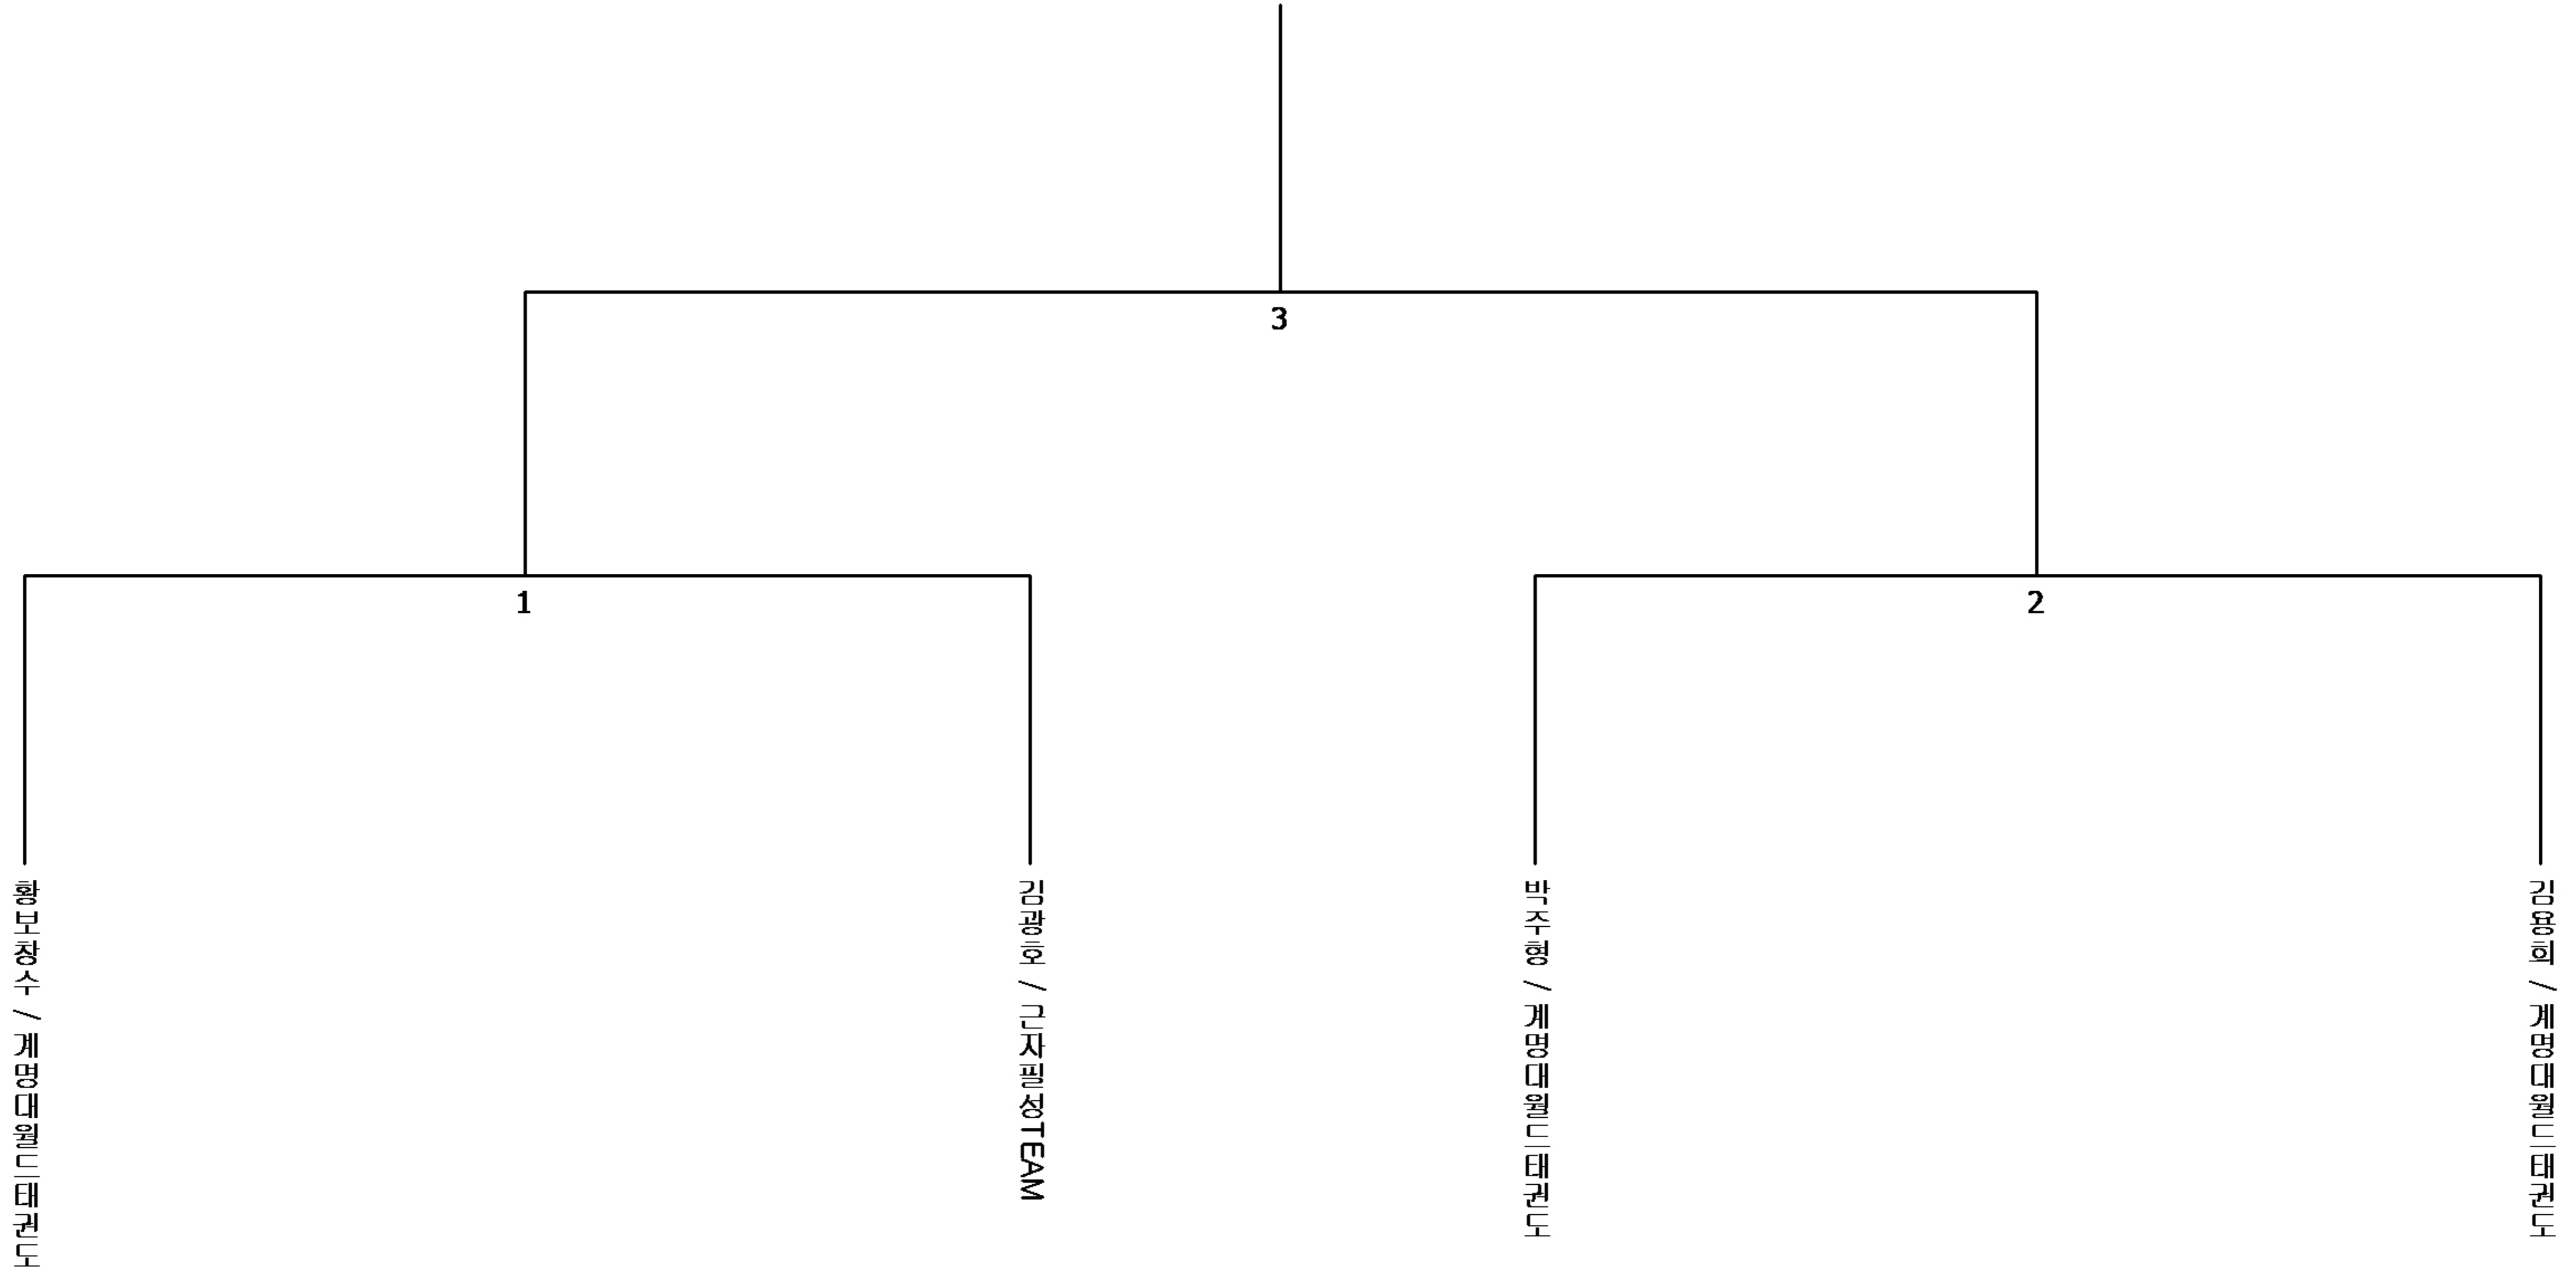 3
1
2
황보창수 / 계명대월드태권도
김광호 / 근자필성TEAM
박주형 / 계명대월드태권도
김용희 / 계명대월드태권도